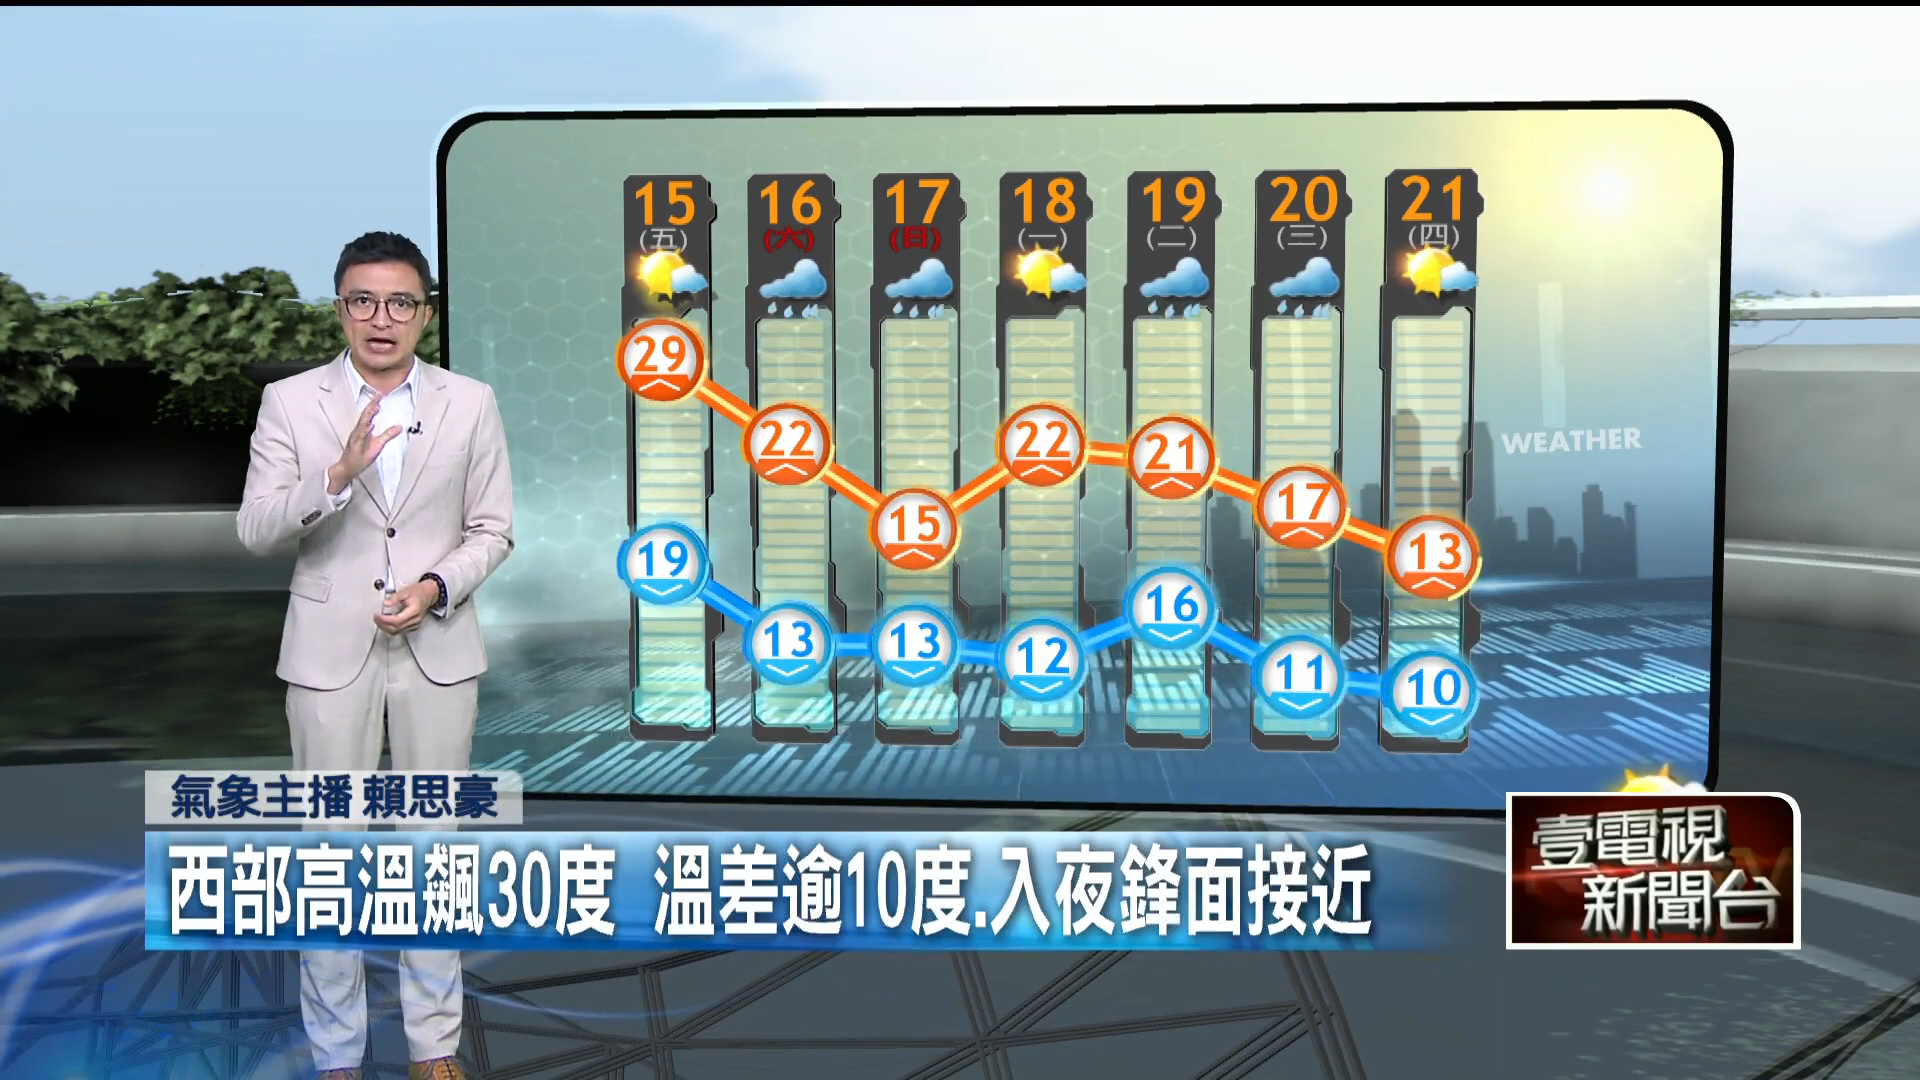 15 16 17 18 19 20 21
(五) (六) (日) (一) (二) (三) (四)
29 22 15 22 21 17 13
19 13 13 12 16 11 10
WEATHER
氣象主播 賴思豪
西部高溫飆30度 溫差逾10度.入夜鋒面接近
壹電視
新聞台